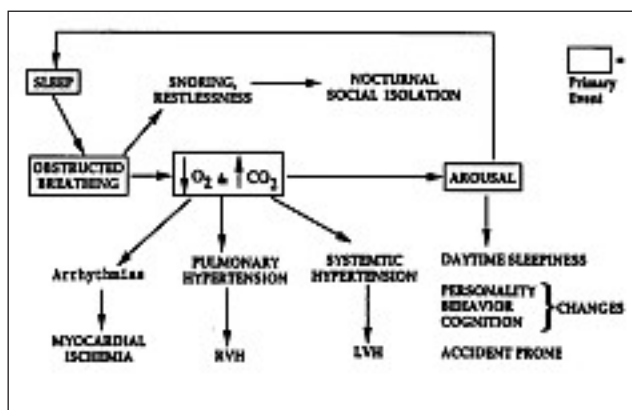 SLEEP
SNORING,
RESTLESSNESS
NOCTURNAL
SOCIAL ISOLATION
=
Primary
Event
OBSTRUCTED
BREATHING
↓ O₂ & ↑ CO₂
AROUSAL
Arrhythmias
PULMONARY
HYPERTENSION
SYSTEMTIC
HYPERTENSION
DAYTIME SLEEPINESS
PERSONALITY
BEHAVIOR
COGNITION
CHANGES
MYOCARDIAL
ISCHEMIA
RVH
LVH
ACCIDENT PRONE